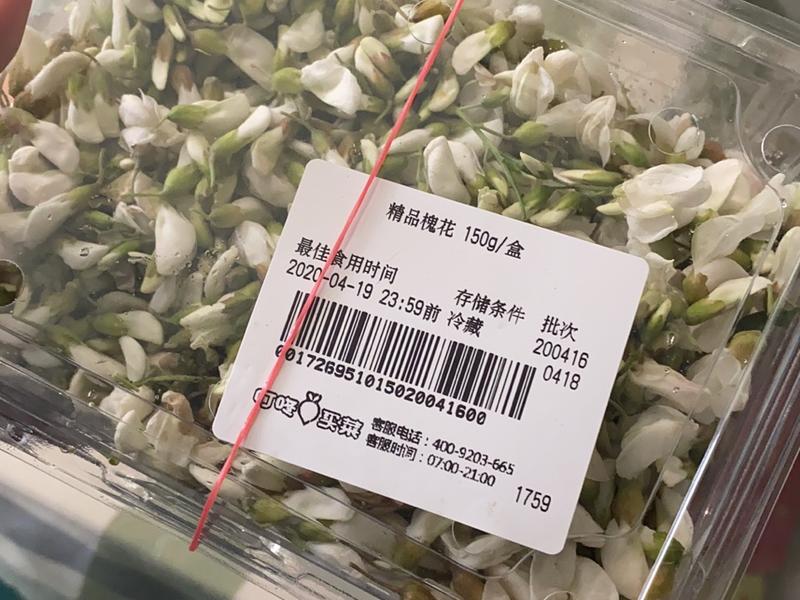 精品槐花 150g/盒
最佳食用时间
2020-04-19 23:59前
存储条件
冷藏
批次
200416
0418
001726951015020041600
叮咚买菜
客服电话：400-9203-665
客服时间：07:00-21:00
1759